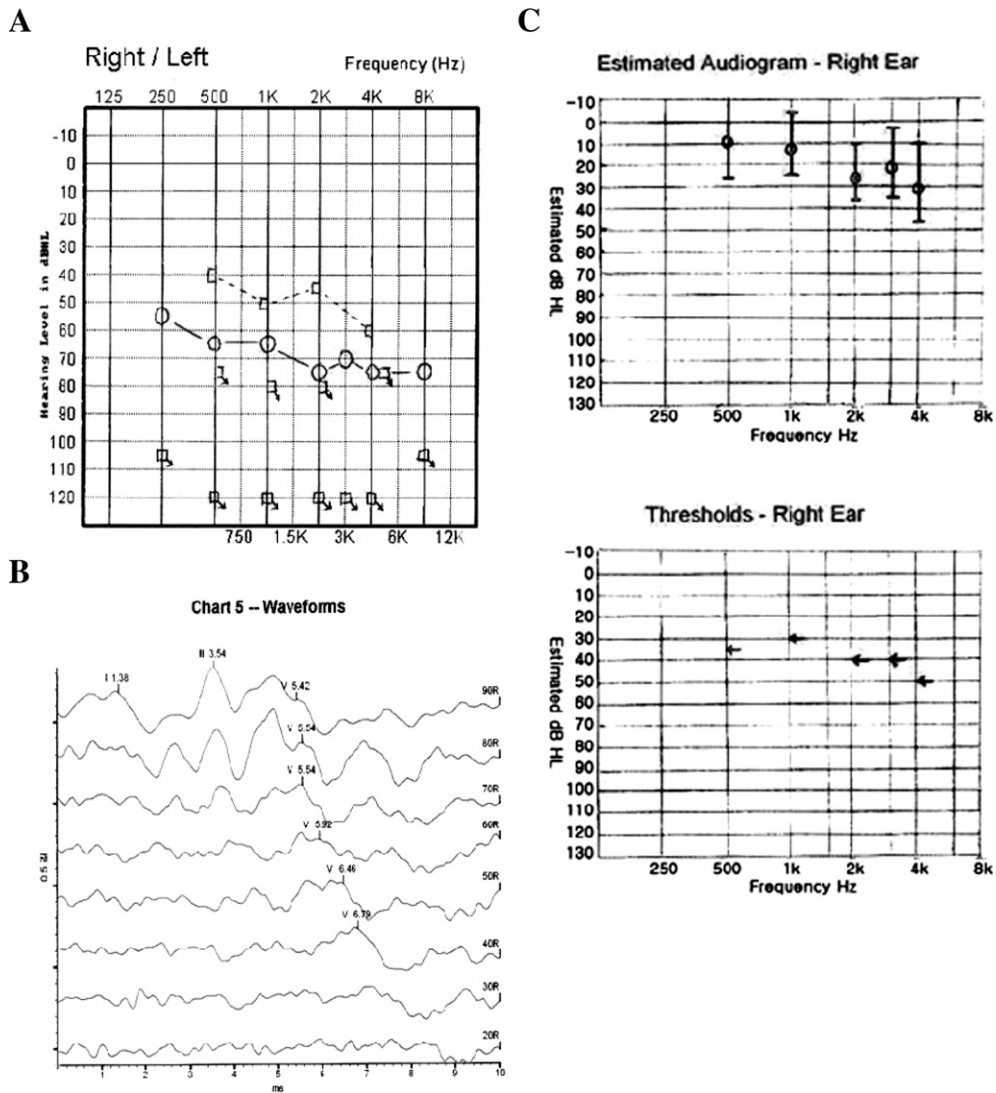 A
Right / Left
Frequency (Hz)
125 250 500 1K 2K 4K 8K
-10
0
10
20
30
40
50
60
70
80
90
100
110
120
Hearing Level in dBHL
750 1.5K 3K 6K 12K
B
Chart 5 -- Waveforms
I 1.38
III 3.54
V 5.42
90R
V 5.54
80R
V 5.54
70R
V 5.92
60R
V 6.46
50R
V 6.79
40R
30R
20R
1 2 3 4 5 6 7 8 9 10
ms
C
Estimated Audiogram - Right Ear
-10
0
10
20
30
40
50
60
70
80
90
100
110
120
130
Estimated dB HL
250 500 1k 2k 4k 8k
Frequency Hz
Thresholds - Right Ear
-10
0
10
20
30
40
50
60
70
80
90
100
110
120
130
Estimated dB HL
250 500 1k 2k 4k 8k
Frequency Hz